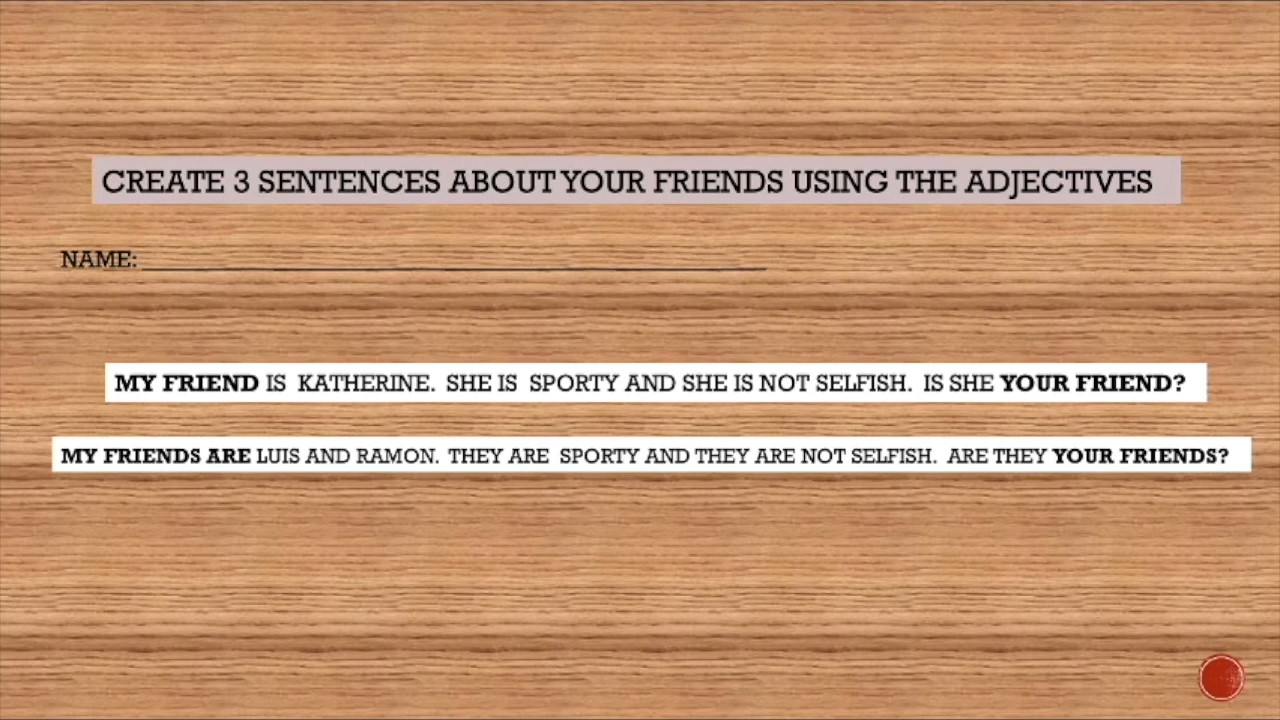 CREATE 3 SENTENCES ABOUT YOUR FRIENDS USING THE ADJECTIVES
NAME: ____________________________________________________
MY FRIEND IS KATHERINE. SHE IS SPORTY AND SHE IS NOT SELFISH. IS SHE YOUR FRIEND?
MY FRIENDS ARE LUIS AND RAMON. THEY ARE SPORTY AND THEY ARE NOT SELFISH. ARE THEY YOUR FRIENDS?